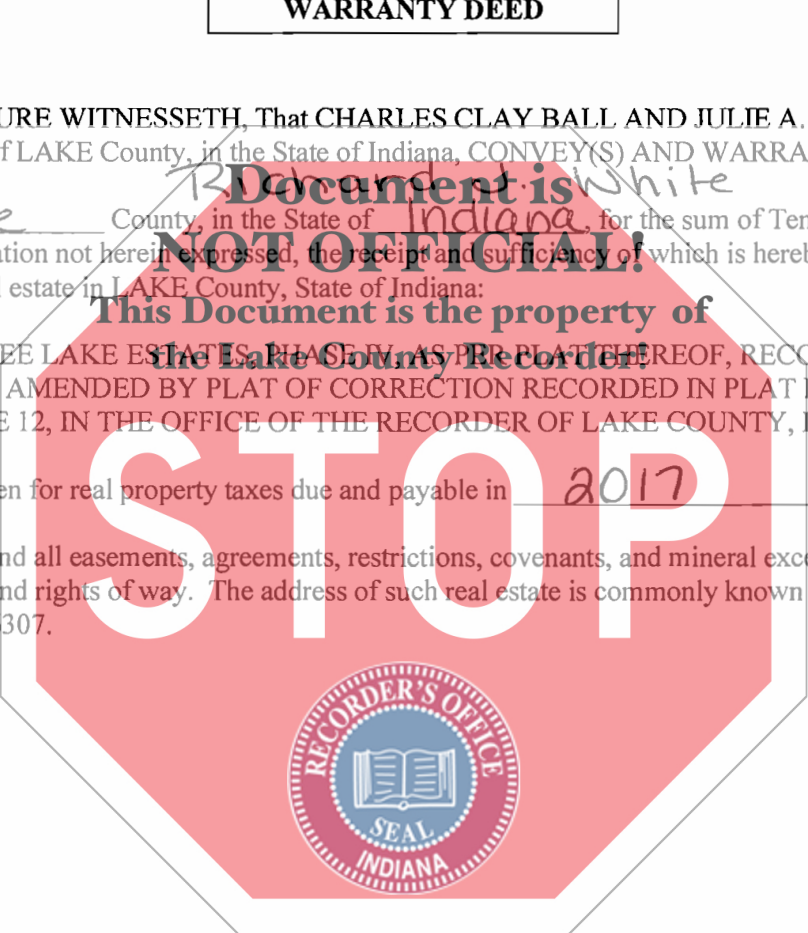 WARRANTY DEED
URE WITNESSETH, That CHARLES CLAY BALL AND JULIE A.
f LAKE County, in the State of Indiana, CONVEY(S) AND WARRA
Richard J. White
e County, in the State of Indiana, for the sum of Ten
ation not herein expressed, the receipt and sufficiency of which is hereb
l estate in LAKE County, State of Indiana:
EE LAKE ESTATES, PHASE IV, AS PER PLAT THEREOF, RECO
AMENDED BY PLAT OF CORRECTION RECORDED IN PLAT
E 12, IN THE OFFICE OF THE RECORDER OF LAKE COUNTY, I
en for real property taxes due and payable in 2017
nd all easements, agreements, restrictions, covenants, and mineral exce
nd rights of way. The address of such real estate is commonly known
307.
Document is
NOT OFFICIAL!
This Document is the property of
the Lake County Recorder!
STOP
RECORDER'S OFFICE
SEAL
INDIANA